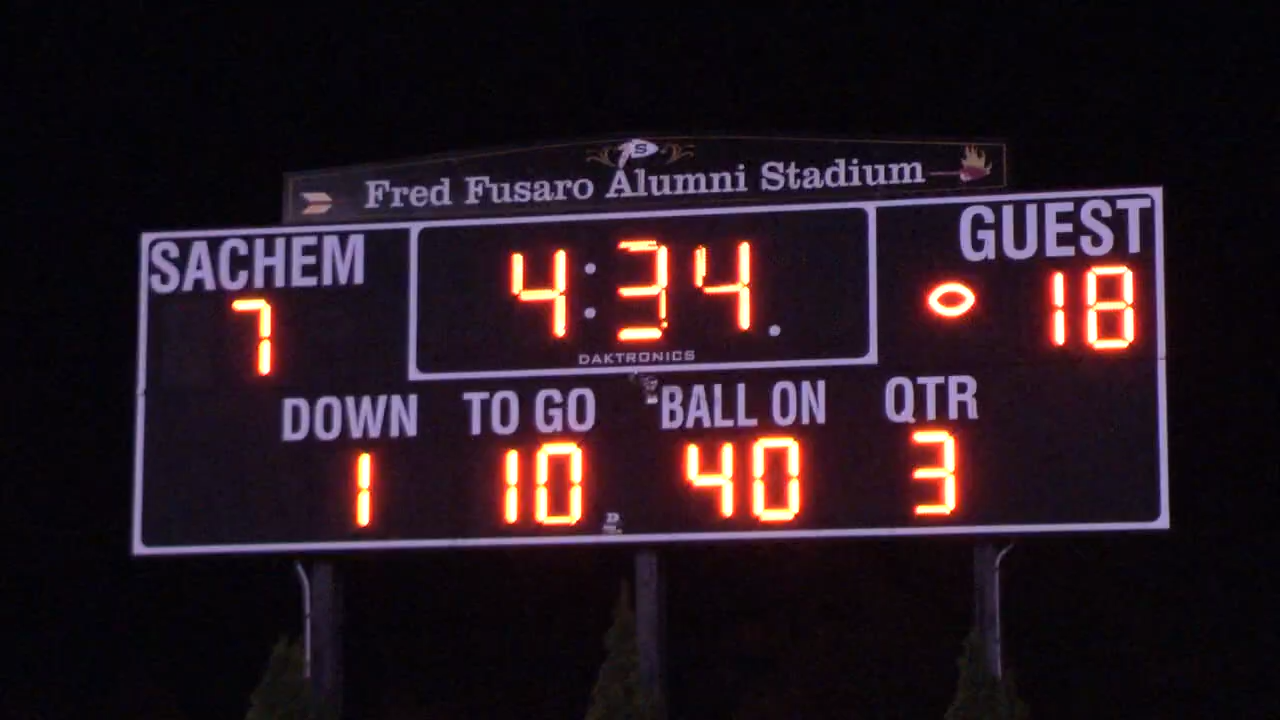 S
Fred Fusaro Alumni Stadium
SACHEM
4:34
GUEST
7
18
DAKTRONICS
DOWN
TO GO
BALL ON
QTR
1
10
40
3